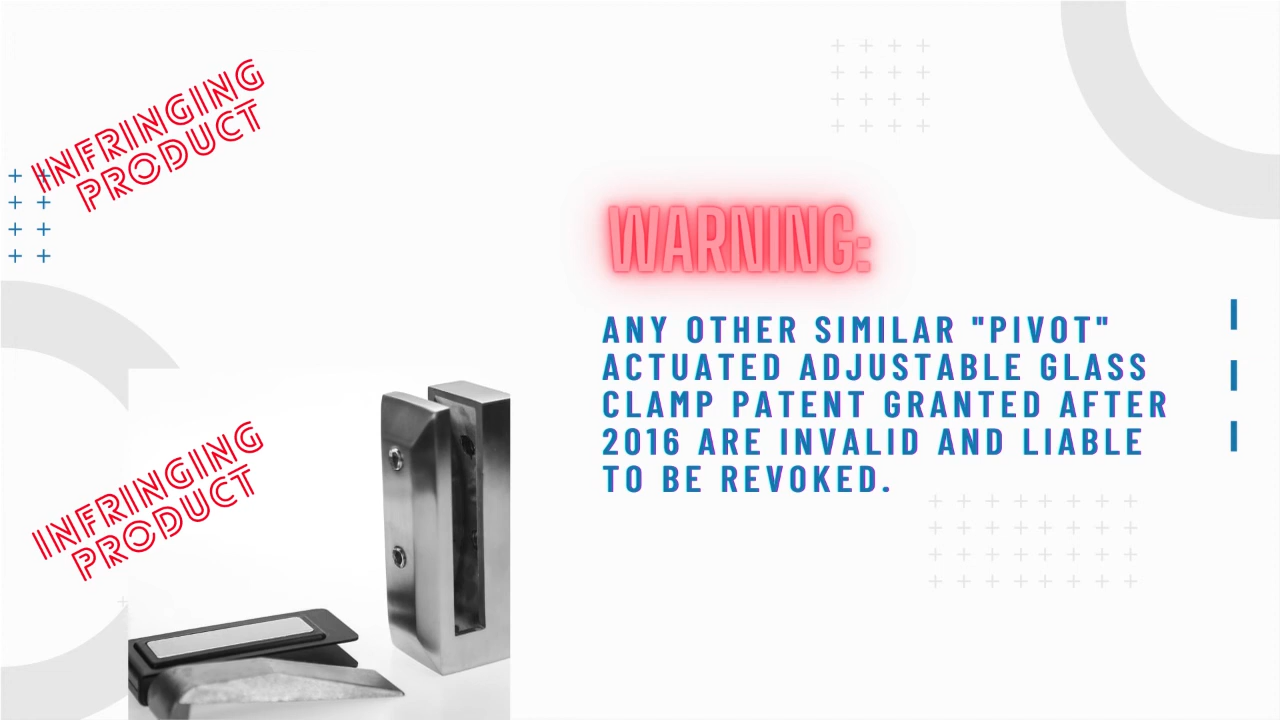 INFRINGING
PRODUCT
WARNING:
ANY OTHER SIMILAR "PIVOT"
ACTUATED ADJUSTABLE GLASS
CLAMP PATENT GRANTED AFTER
2016 ARE INVALID AND LIABLE
TO BE REVOKED.
INFRINGING
PRODUCT